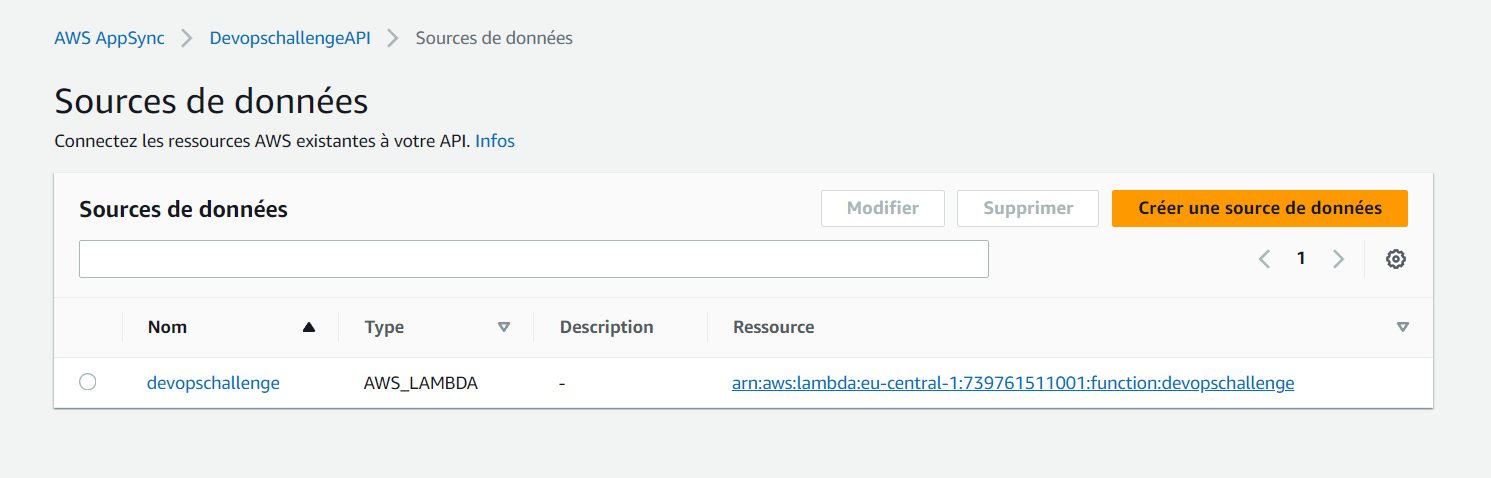 AWS AppSync > DevopschallengeAPI > Sources de données
Sources de données
Connectez les ressources AWS existantes à votre API. Infos
Sources de données Modifier Supprimer Créer une source de données
1
Nom Type Description Ressource
devopschallenge AWS_LAMBDA - arn:aws:lambda:eu-central-1:739761511001:function:devopschallenge